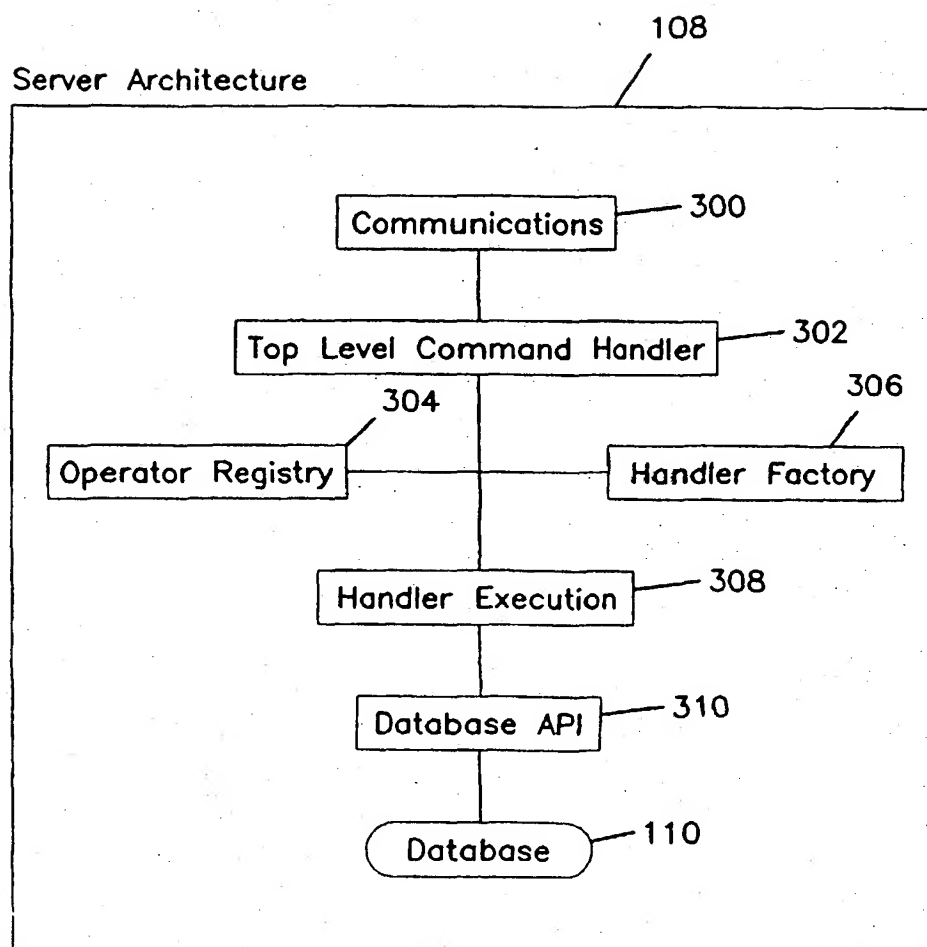 108
Server Architecture
Communications
300
Top Level Command Handler
302
304
306
Operator Registry
Handler Factory
Handler Execution
308
Database API
310
Database
110